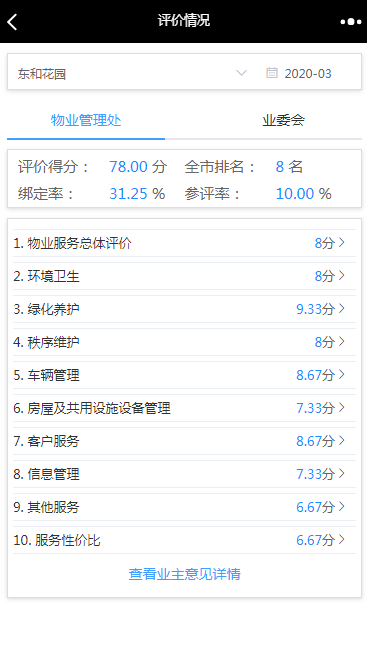 评价情况
东和花园 2020-03
物业管理处 业委会
评价得分： 78.00 分 全市排名： 8 名
绑定率： 31.25 % 参评率： 10.00 %
1. 物业服务总体评价 8分
2. 环境卫生 8分
3. 绿化养护 9.33分
4. 秩序维护 8分
5. 车辆管理 8.67分
6. 房屋及共用设施设备管理 7.33分
7. 客户服务 8.67分
8. 信息管理 7.33分
9. 其他服务 6.67分
10. 服务性价比 6.67分
查看业主意见详情